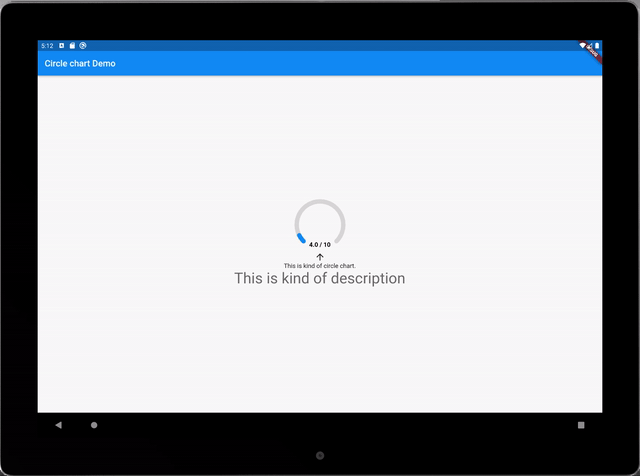 5:12
Circle chart Demo
4.0 / 10
This is kind of circle chart.
This is kind of description